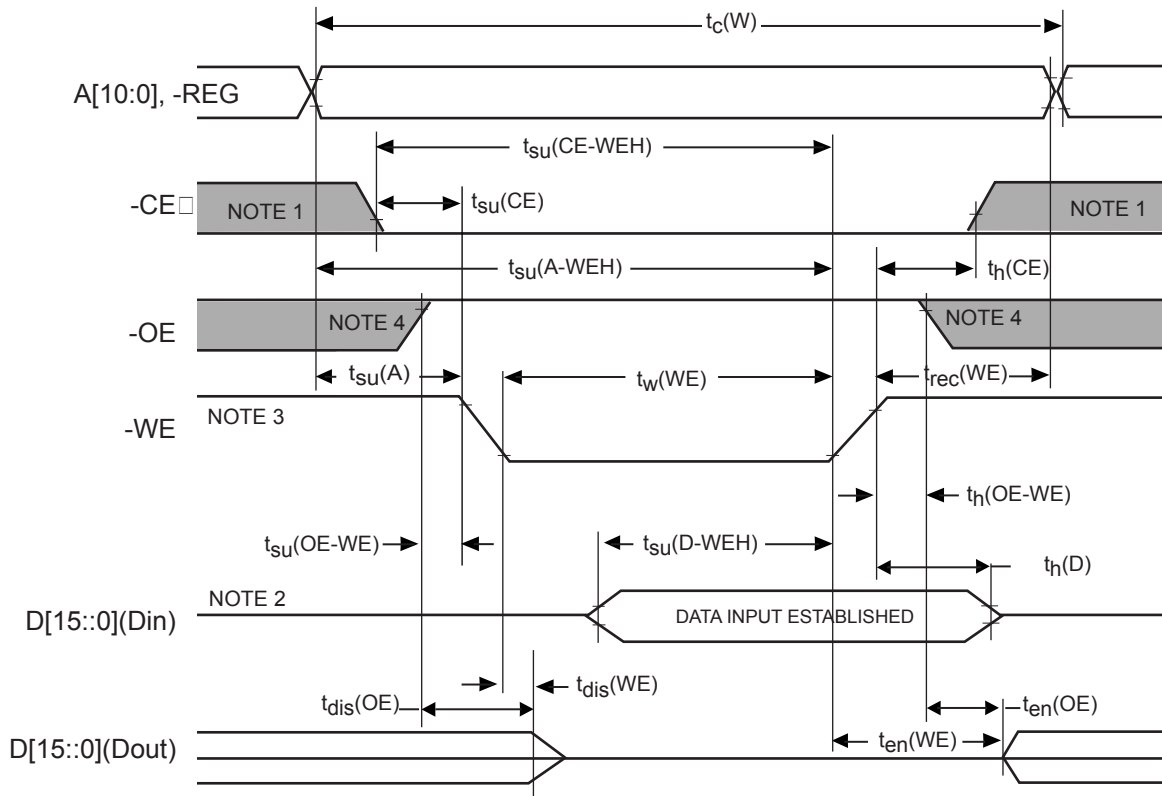 tc(W)
A[10:0], -REG
tsu(CE-WEH)
-CE□
NOTE 1
tsu(CE)
NOTE 1
tsu(A-WEH)
th(CE)
-OE
NOTE 4
NOTE 4
tsu(A)
tw(WE)
trec(WE)
-WE
NOTE 3
th(OE-WE)
tsu(OE-WE)
tsu(D-WEH)
th(D)
NOTE 2
D[15::0](Din)
DATA INPUT ESTABLISHED
tdis(WE)
tdis(OE)
ten(OE)
D[15::0](Dout)
ten(WE)